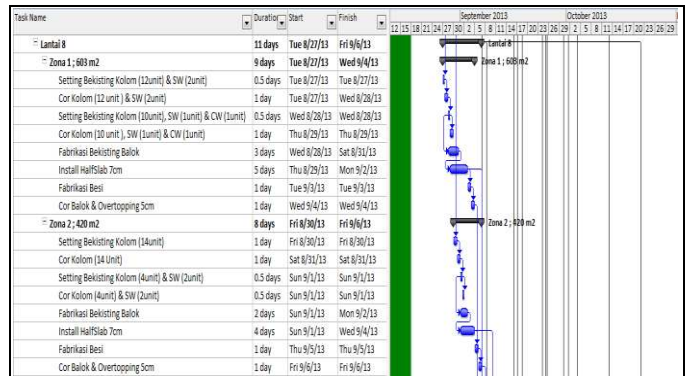 Task Name Duration Start Finish September 2013 October 2013
12 15 18 21 24 27 30 2 5 8 11 14 17 20 23 26 29 2 5 8 11 14 17 20 23 26 29
Lantai 8 11 days Tue 8/27/13 Fri 9/6/13 Lantai 8
Zona 1 ; 603 m2 9 days Tue 8/27/13 Wed 9/4/13 Zona 1 ; 603 m2
Setting Bekisting Kolom (12unit) & SW (2unit) 0.5 days Tue 8/27/13 Tue 8/27/13
Cor Kolom (12 unit ) & SW (2unit) 1 day Tue 8/27/13 Wed 8/28/13
Setting Bekisting Kolom (10unit), SW (1unit) & CW (1unit) 0.5 days Wed 8/28/13 Wed 8/28/13
Cor Kolom (10 unit ), SW (1unit) & CW (1unit) 1 day Thu 8/29/13 Thu 8/29/13
Fabrikasi Bekisting Balok 3 days Wed 8/28/13 Sat 8/31/13
Install HalfSlab 7cm 5 days Thu 8/29/13 Mon 9/2/13
Fabrikasi Besi 1 day Tue 9/3/13 Tue 9/3/13
Cor Balok & Overtopping 5cm 1 day Wed 9/4/13 Wed 9/4/13
Zona 2 ; 420 m2 8 days Fri 8/30/13 Fri 9/6/13 Zona 2 ; 420 m2
Setting Bekisting Kolom (14unit) 1 day Fri 8/30/13 Fri 8/30/13
Cor Kolom (14 Unit) 1 day Sat 8/31/13 Sat 8/31/13
Setting Bekisting Kolom (4unit) & SW (2unit) 0.5 days Sun 9/1/13 Sun 9/1/13
Cor Kolom (4unit) & SW (2unit) 0.5 days Sun 9/1/13 Sun 9/1/13
Fabrikasi Bekisting Balok 2 days Sun 9/1/13 Mon 9/2/13
Install HalfSlab 7cm 4 days Sun 9/1/13 Wed 9/4/13
Fabrikasi Besi 1 day Thu 9/5/13 Thu 9/5/13
Cor Balok & Overtopping 5cm 1 day Fri 9/6/13 Fri 9/6/13